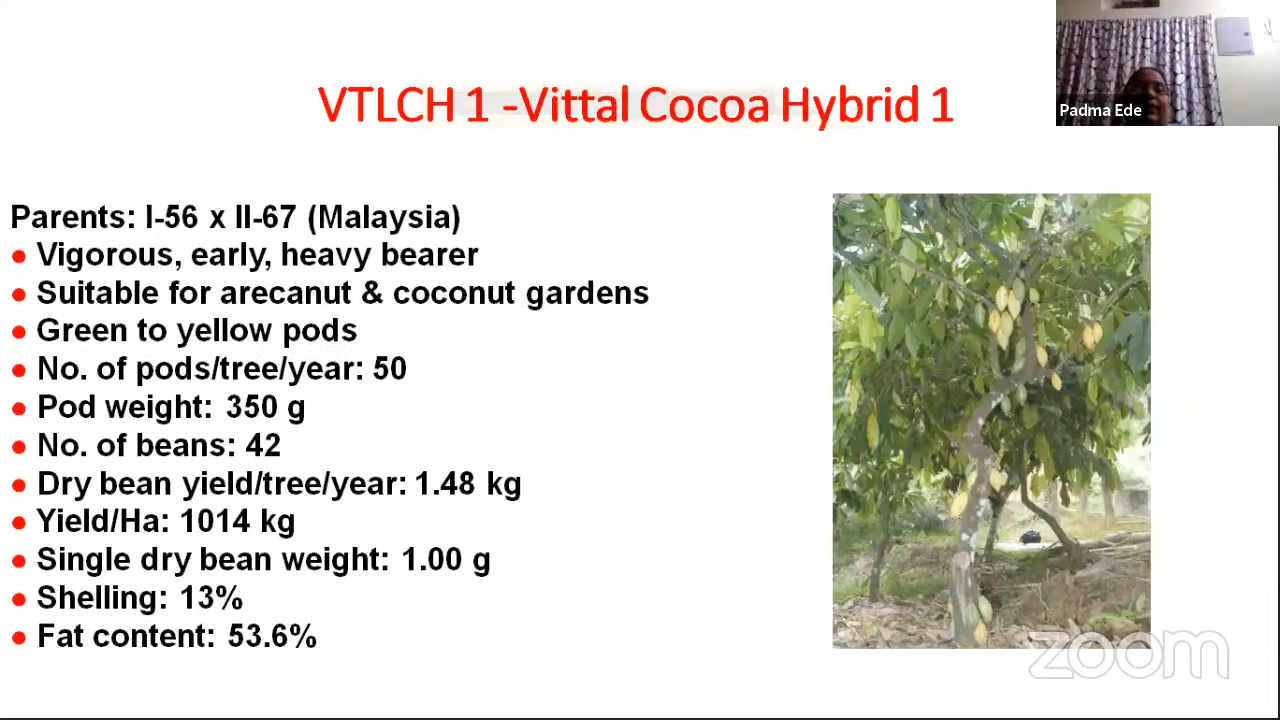 VTLCH 1 -Vittal Cocoa Hybrid 1
Padma Ede
Parents: I-56 x II-67 (Malaysia)
• Vigorous, early, heavy bearer
• Suitable for arecanut & coconut gardens
• Green to yellow pods
• No. of pods/tree/year: 50
• Pod weight: 350 g
• No. of beans: 42
• Dry bean yield/tree/year: 1.48 kg
• Yield/Ha: 1014 kg
• Single dry bean weight: 1.00 g
• Shelling: 13%
• Fat content: 53.6%
zoom